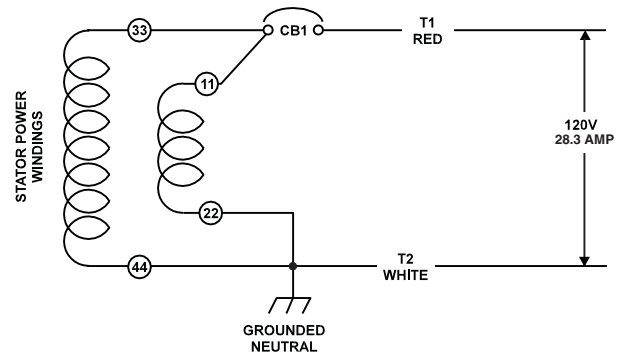 33
CB1
T1
RED
11
STATOR POWER
WINDINGS
120V
28.3 AMP
22
44
T2
WHITE
GROUNDED
NEUTRAL